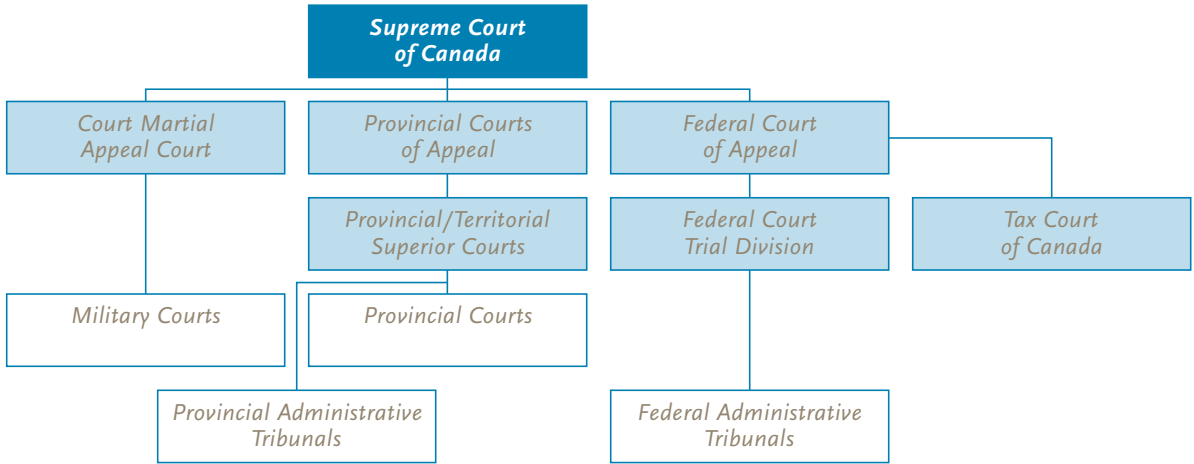 Supreme Court
of Canada
Court Martial
Appeal Court
Provincial Courts
of Appeal
Federal Court
of Appeal
Provincial/Territorial
Superior Courts
Federal Court
Trial Division
Tax Court
of Canada
Military Courts
Provincial Courts
Provincial Administrative
Tribunals
Federal Administrative
Tribunals